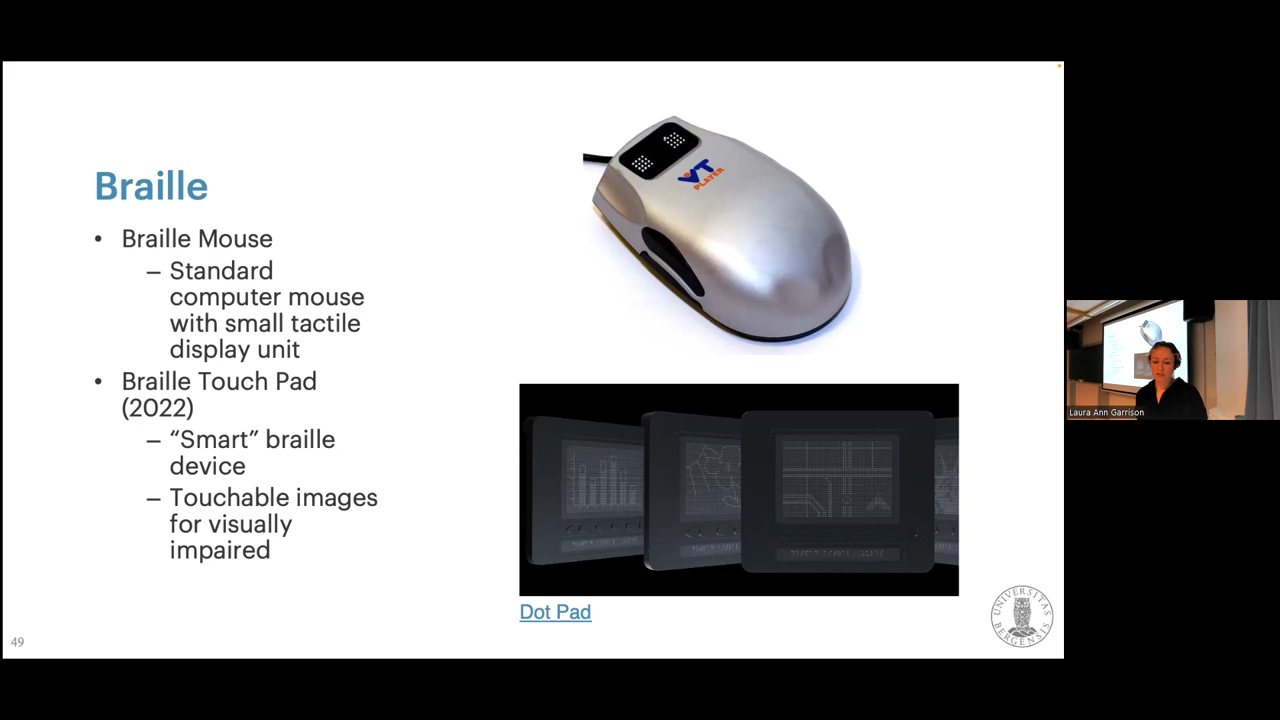 Braille
• Braille Mouse
– Standard
computer mouse
with small tactile
display unit
• Braille Touch Pad
(2022)
– “Smart” braille
device
– Touchable images
for visually
impaired
VT
PLAYER
Dot Pad
UNIVERSITAS
BERGENSIS
49
Laura Ann Garrison